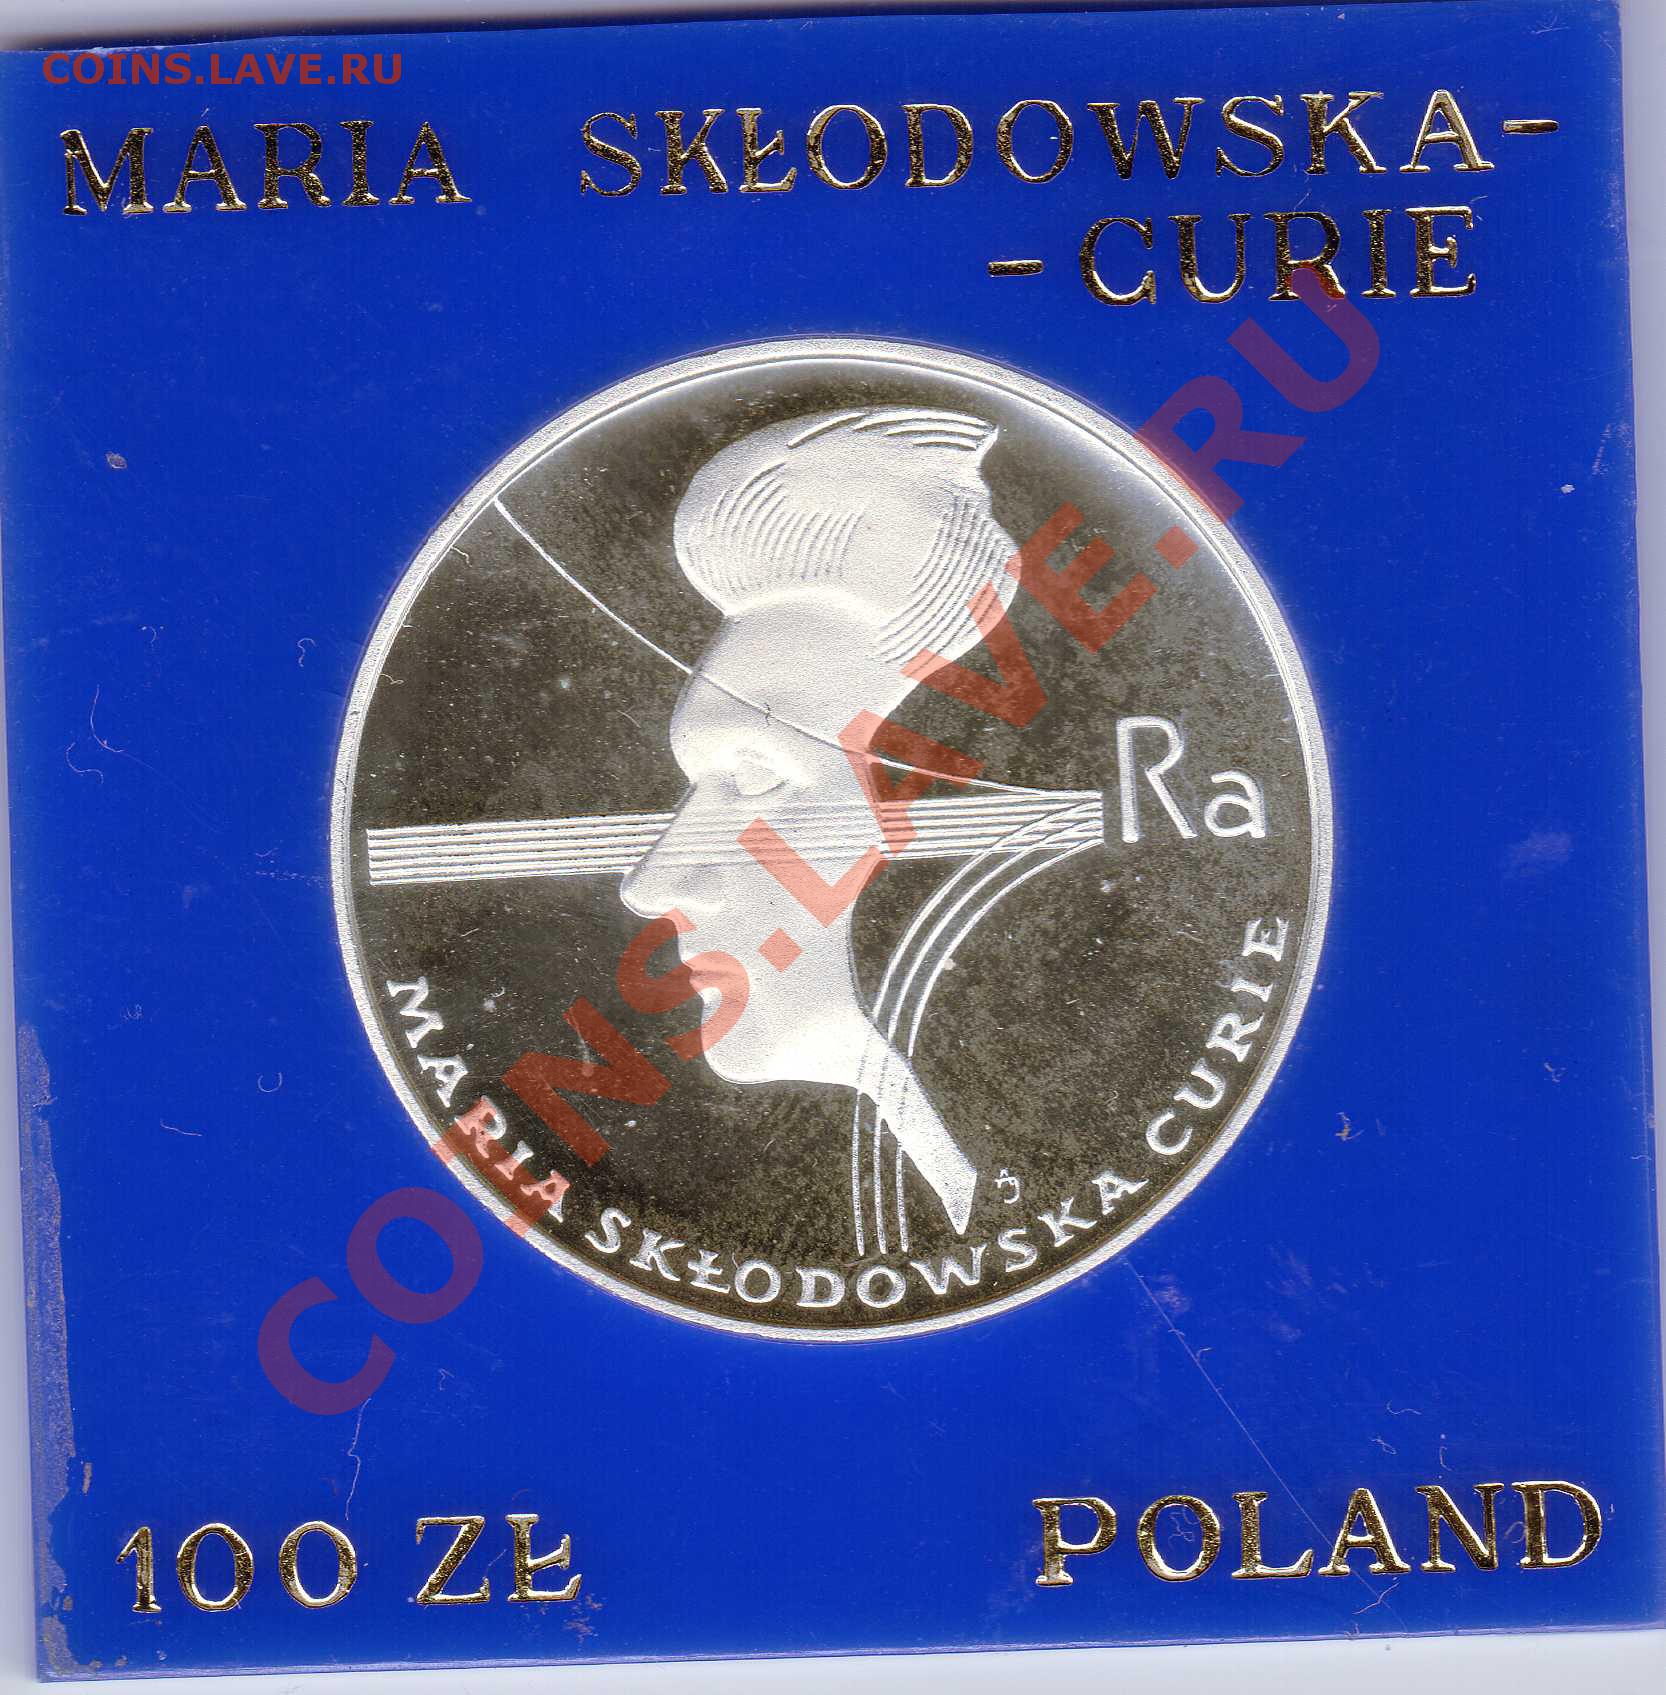 COINS.LAVE.RU
MARIA SKŁODOWSKA-
-CURIE
Ra
MARIA SKŁODOWSKA CURIE
COINS.LAVE.RU
100 ZŁ
POLAND